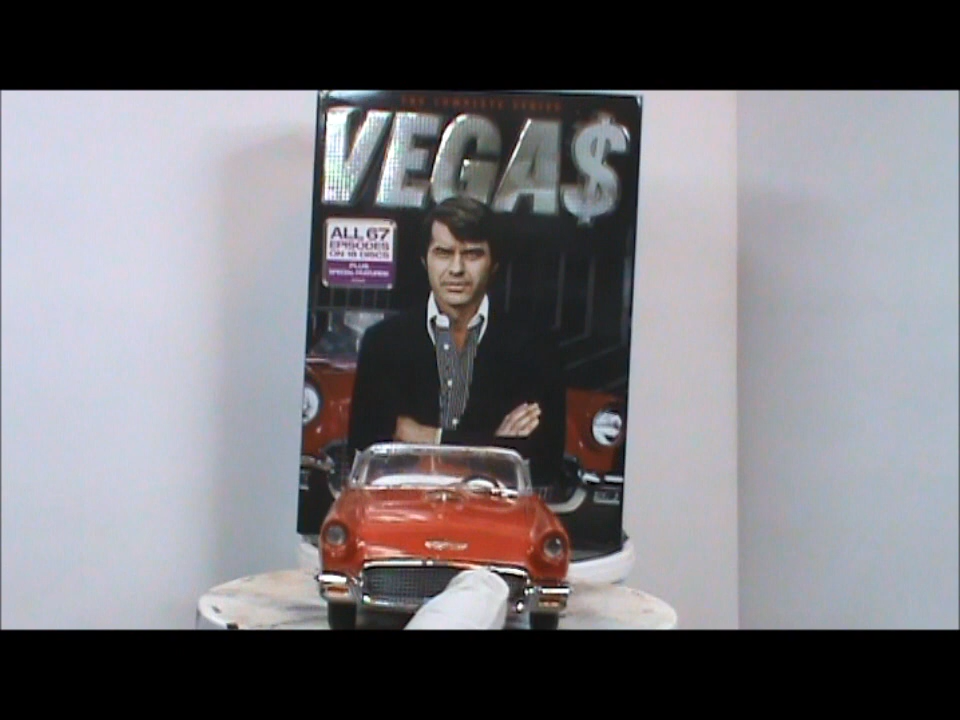 THE COMPLETE SERIES
VEGA$
ALL 67
EPISODES
ON 18 DISCS
PLUS
SPECIAL FEATURES!